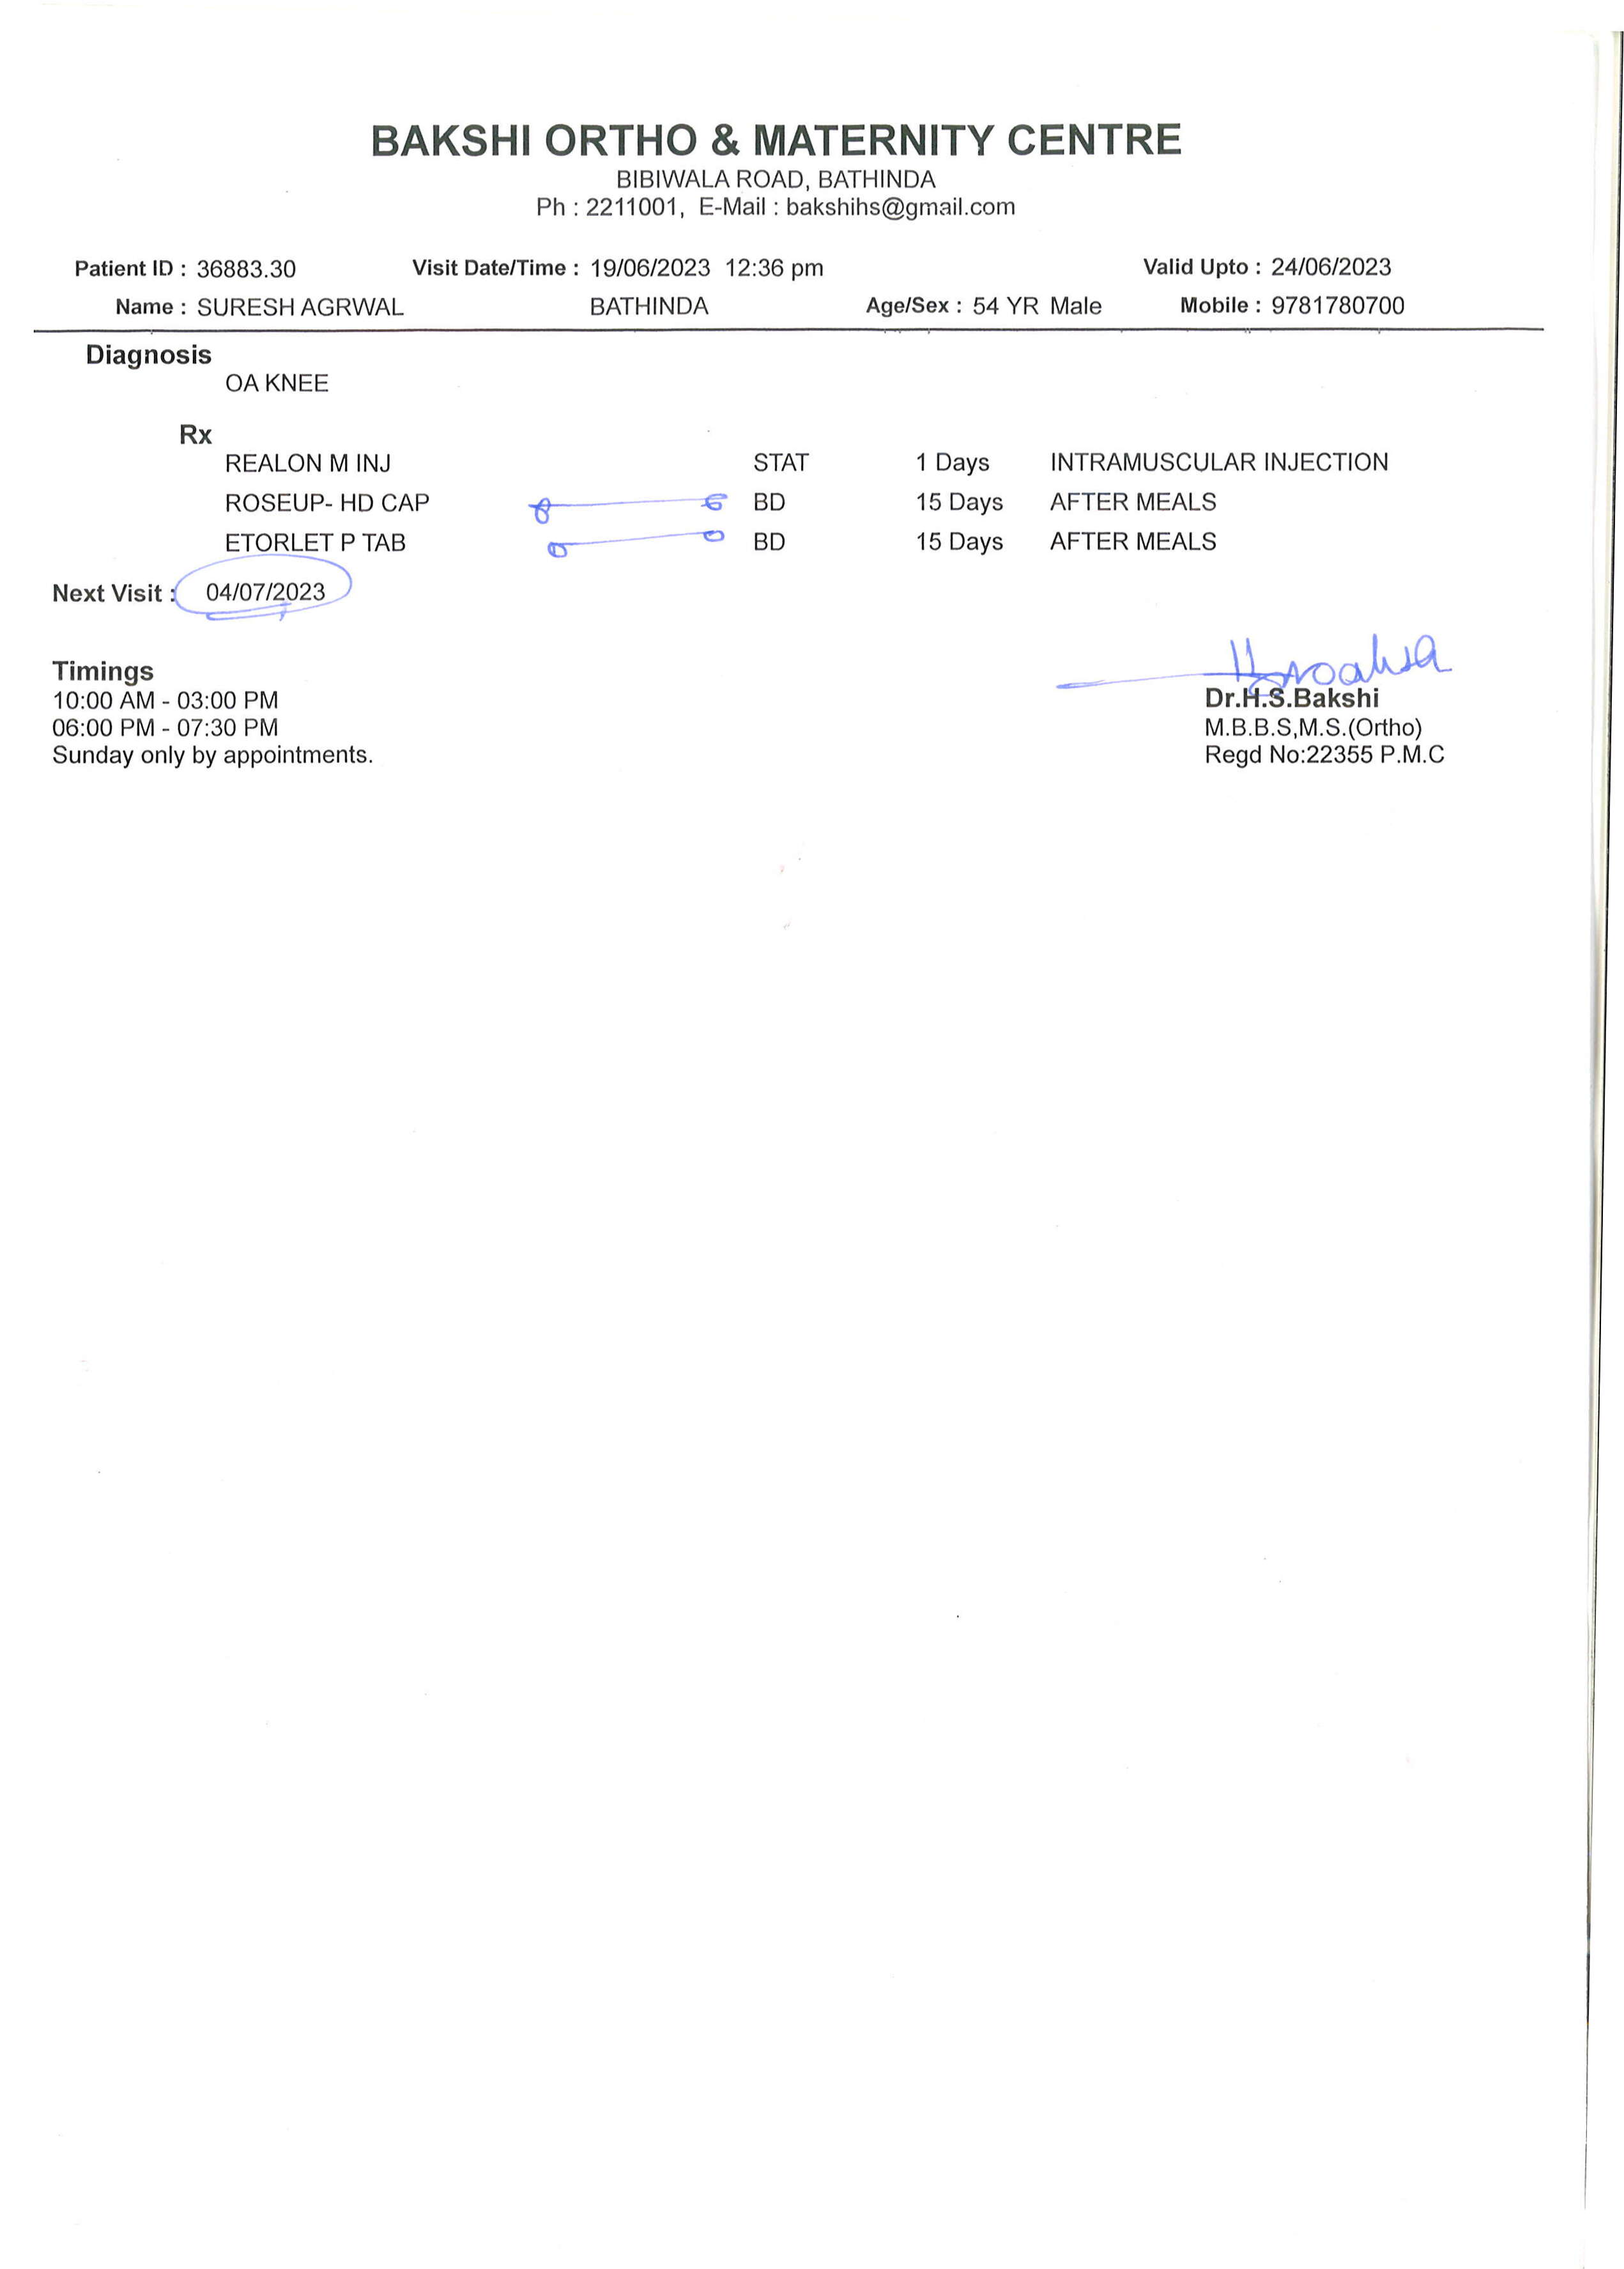 BAKSHI ORTHO & MATERNITY CENTRE
BIBIWALA ROAD, BATHINDA
Ph : 2211001, E-Mail : bakshihs@gmail.com
Patient ID : 36883.30 Visit Date/Time : 19/06/2023 12:36 pm Valid Upto : 24/06/2023
Name : SURESH AGRWAL BATHINDA Age/Sex : 54 YR Male Mobile : 9781780700
Diagnosis
OA KNEE
Rx
REALON M INJ STAT 1 Days INTRAMUSCULAR INJECTION
ROSEUP- HD CAP BD 15 Days AFTER MEALS
ETORLET P TAB BD 15 Days AFTER MEALS
Next Visit : 04/07/2023
Timings
10:00 AM - 03:00 PM
06:00 PM - 07:30 PM
Sunday only by appointments.
Dr.H.S.Bakshi
M.B.B.S,M.S.(Ortho)
Regd No:22355 P.M.C